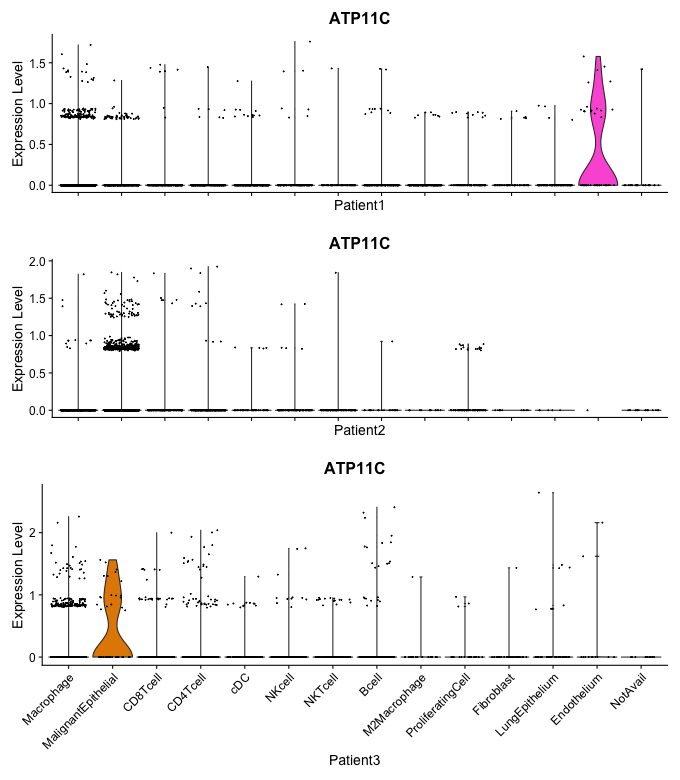 ATP11C
Expression Level
1.5
1.0
0.5
0.0
Patient1
ATP11C
Expression Level
2.0
1.5
1.0
0.5
0.0
Patient2
ATP11C
Expression Level
2
1
0
Macrophage
MalignantEpithelial
CD8Tcell
CD4Tcell
cDC
NKcell
NKTcell
Bcell
M2Macrophage
ProliferatingCell
Fibroblast
LungEpithelium
Endothelium
NotAvail
Patient3